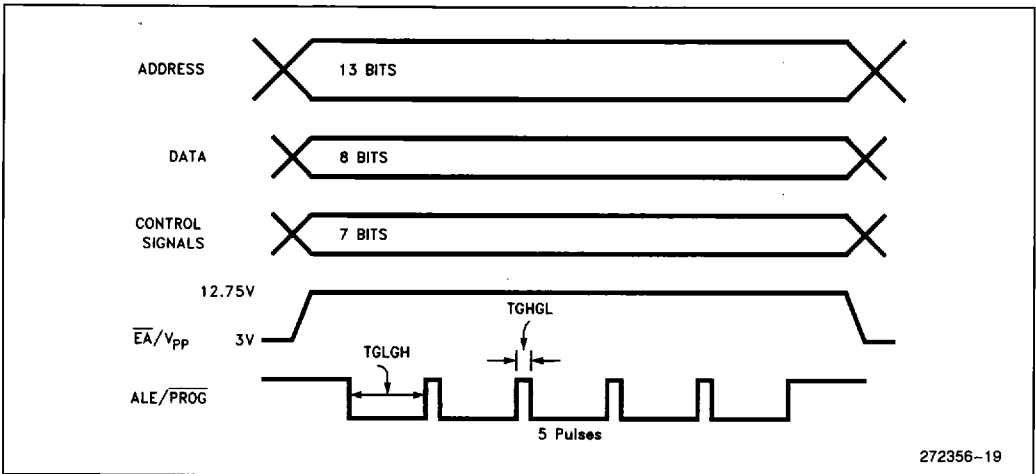 ADDRESS
13 BITS
DATA
8 BITS
CONTROL
SIGNALS
7 BITS
12.75V
EA/VPP
3V
TGHGL
TGLGH
ALE/PROG
5 Pulses
272356-19